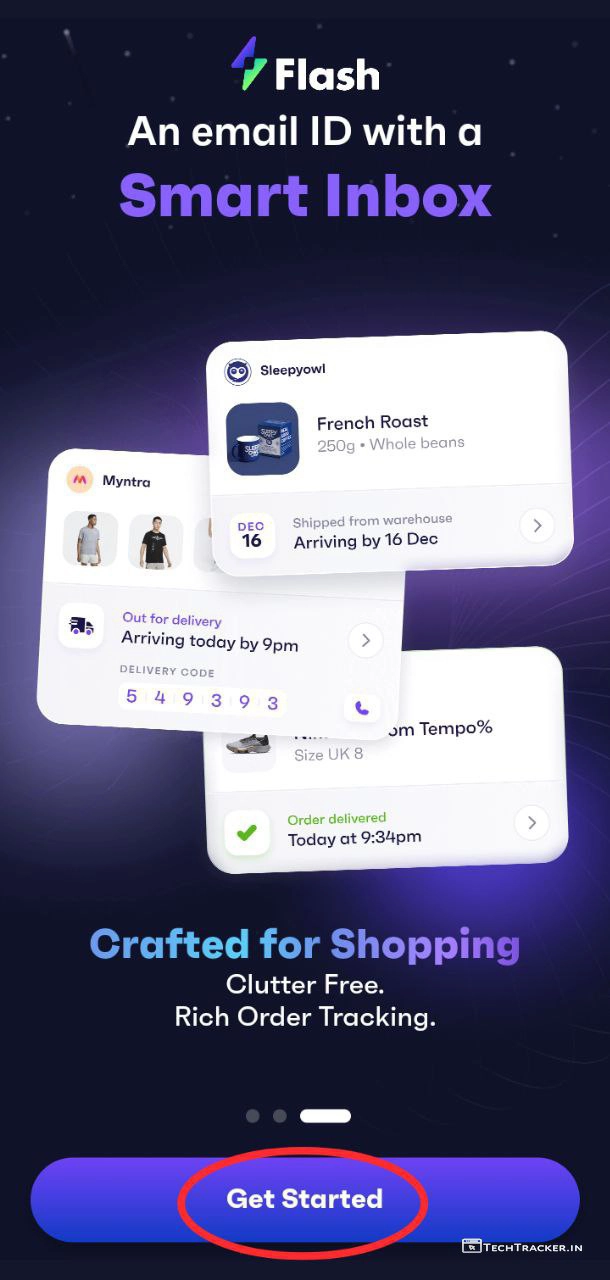 Flash
An email ID with a
Smart Inbox
Sleepyowl
French Roast
250g • Whole beans
DEC
16
Shipped from warehouse
Arriving by 16 Dec
Myntra
Out for delivery
Arriving today by 9pm
DELIVERY CODE
5 4 9 3 9 3
om Tempo%
Size UK 8
Order delivered
Today at 9:34pm
Crafted for Shopping
Clutter Free.
Rich Order Tracking.
Get Started
TECHTRACKER.IN